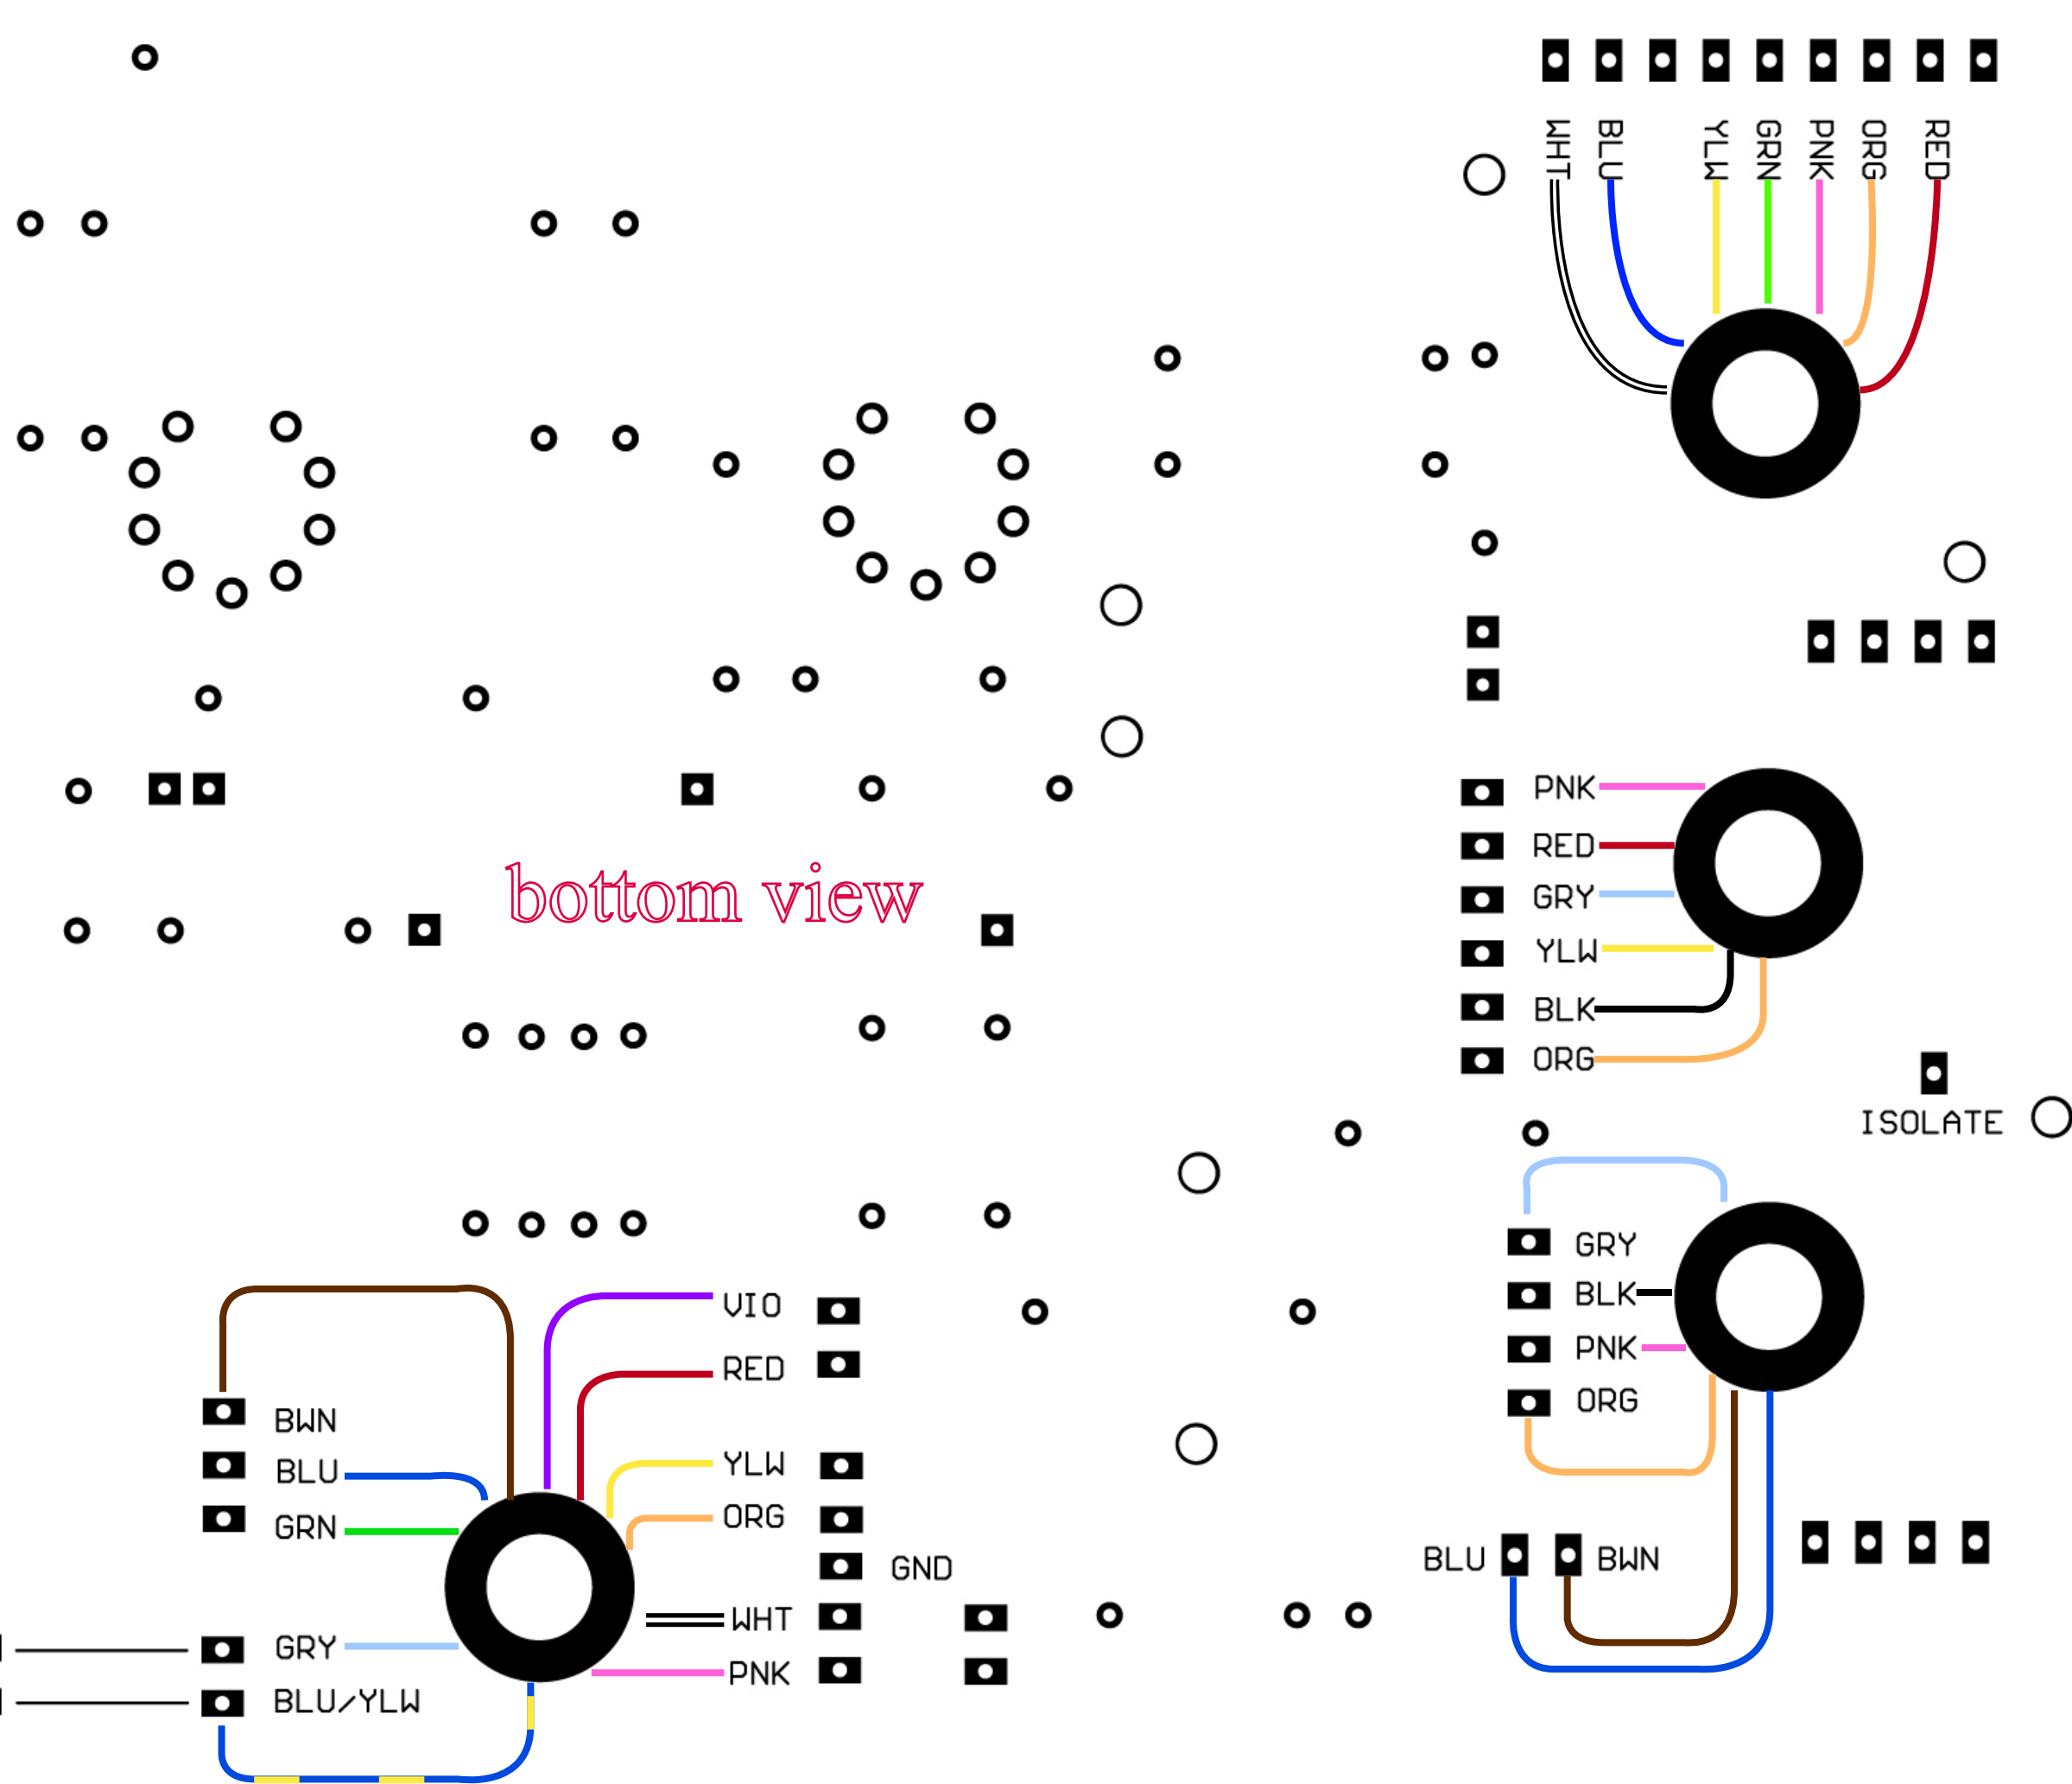 WHT BLU YLW GRN PNK ORG RED
PNK
RED
GRY
bottom view
YLW
BLK
ORG
ISOLATE
GRY
BLK
PNK
ORG
BLU BWN
VIO
RED
YLW
ORG
GND
WHT
PNK
BWN
BLU
GRN
GRY
BLU/YLW